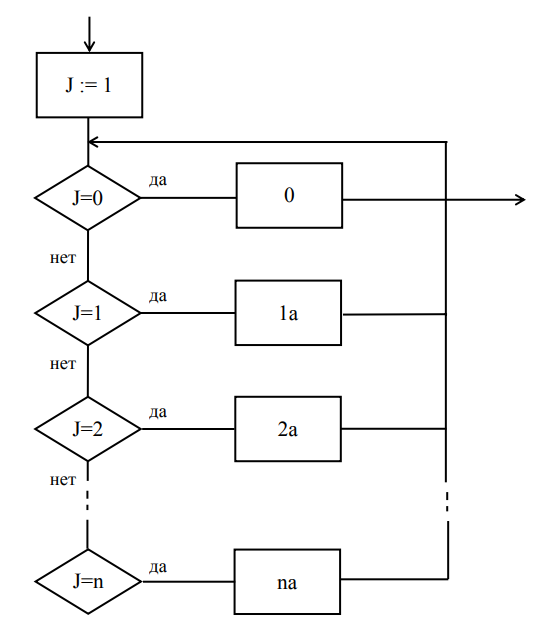 J := 1
J=0
да
0
нет
J=1
да
1a
нет
J=2
да
2a
нет
J=n
да
na